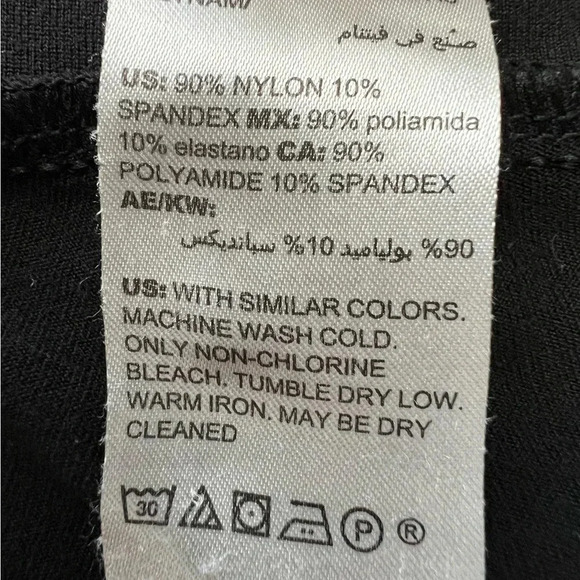 صنع في فيتنام
US: 90% NYLON 10%
SPANDEX MX: 90% poliamida
10% elastano CA: 90%
POLYAMIDE 10% SPANDEX
AE/KW:
90% بولياميد 10% سبانديكس
US: WITH SIMILAR COLORS.
MACHINE WASH COLD.
ONLY NON-CHLORINE
BLEACH. TUMBLE DRY LOW.
WARM IRON. MAY BE DRY
CLEANED
30 P ®